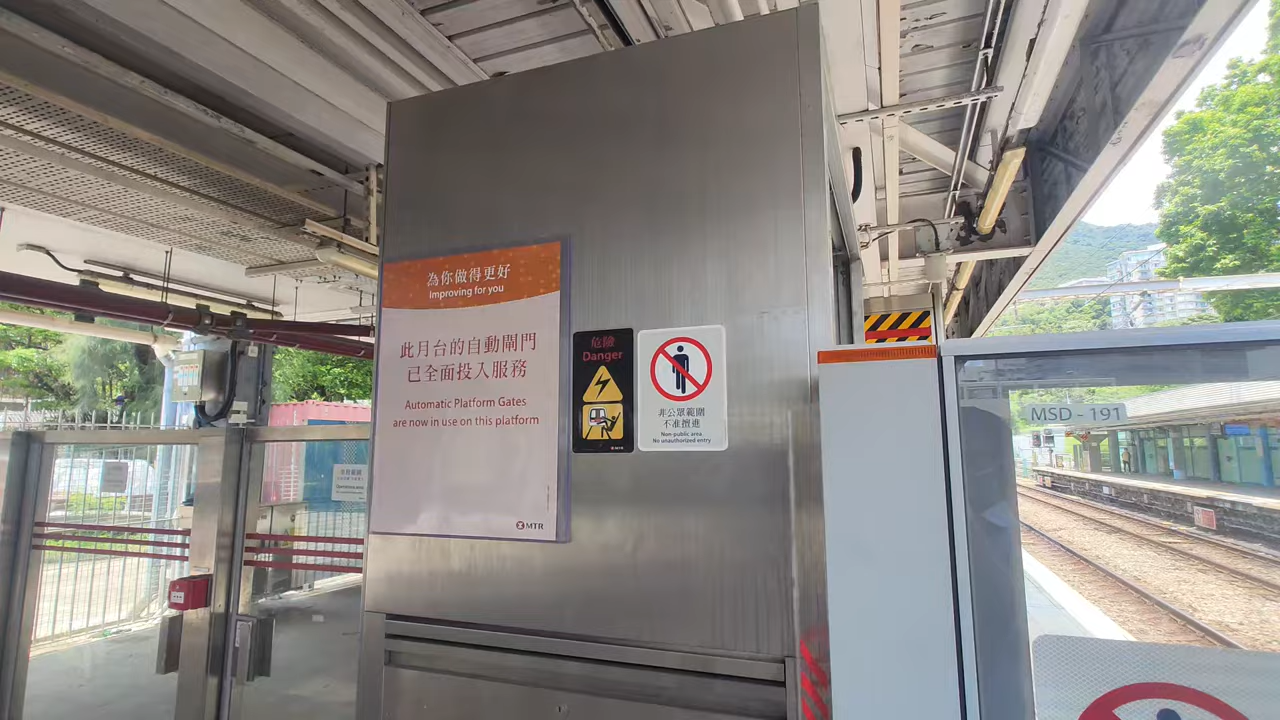 為你做得更好
Improving for you
此月台的自動閘門
已全面投入服務
Automatic Platform Gates
are now in use on this platform
MTR
危險
Danger
非公眾範圍
不准擅進
Non-public area
No unauthorized entry
MSD - 191